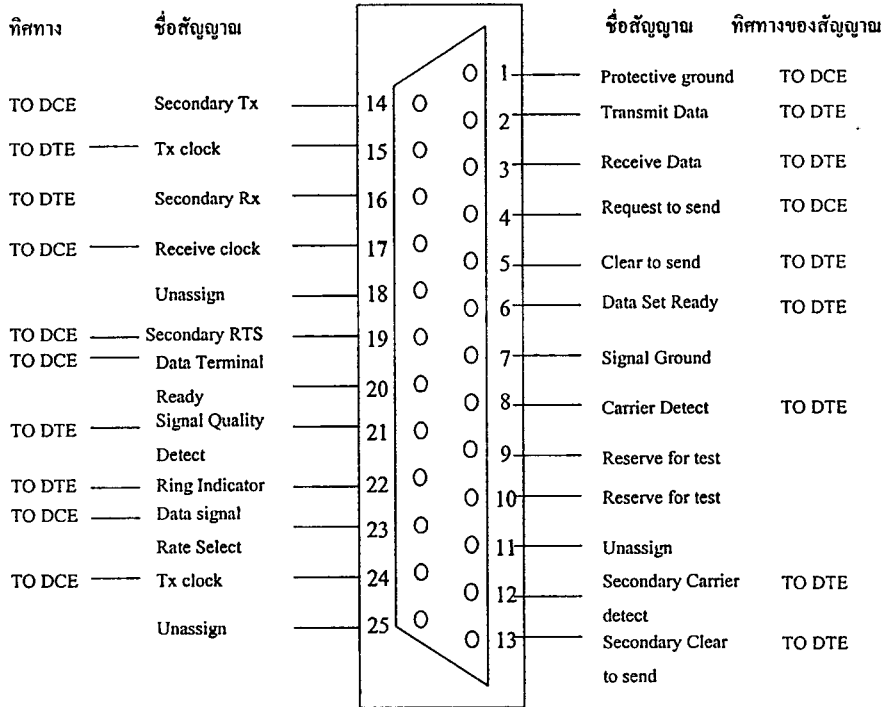 ทิศทาง ชื่อสัญญาณ
TO DCE Secondary Tx 14
TO DTE Tx clock 15
TO DTE Secondary Rx 16
TO DCE Receive clock 17
Unassign 18
TO DCE Secondary RTS 19
TO DCE Data Terminal
Ready 20
TO DTE Signal Quality 21
Detect
TO DTE Ring Indicator 22
TO DCE Data signal 23
Rate Select
TO DCE Tx clock 24
Unassign 25
ชื่อสัญญาณ ทิศทางของสัญญาณ
1 Protective ground TO DCE
2 Transmit Data TO DTE
3 Receive Data TO DTE
4 Request to send TO DCE
5 Clear to send TO DTE
6 Data Set Ready TO DTE
7 Signal Ground
8 Carrier Detect TO DTE
9 Reserve for test
10 Reserve for test
11 Unassign
12 Secondary Carrier TO DTE
detect
13 Secondary Clear TO DTE
to send